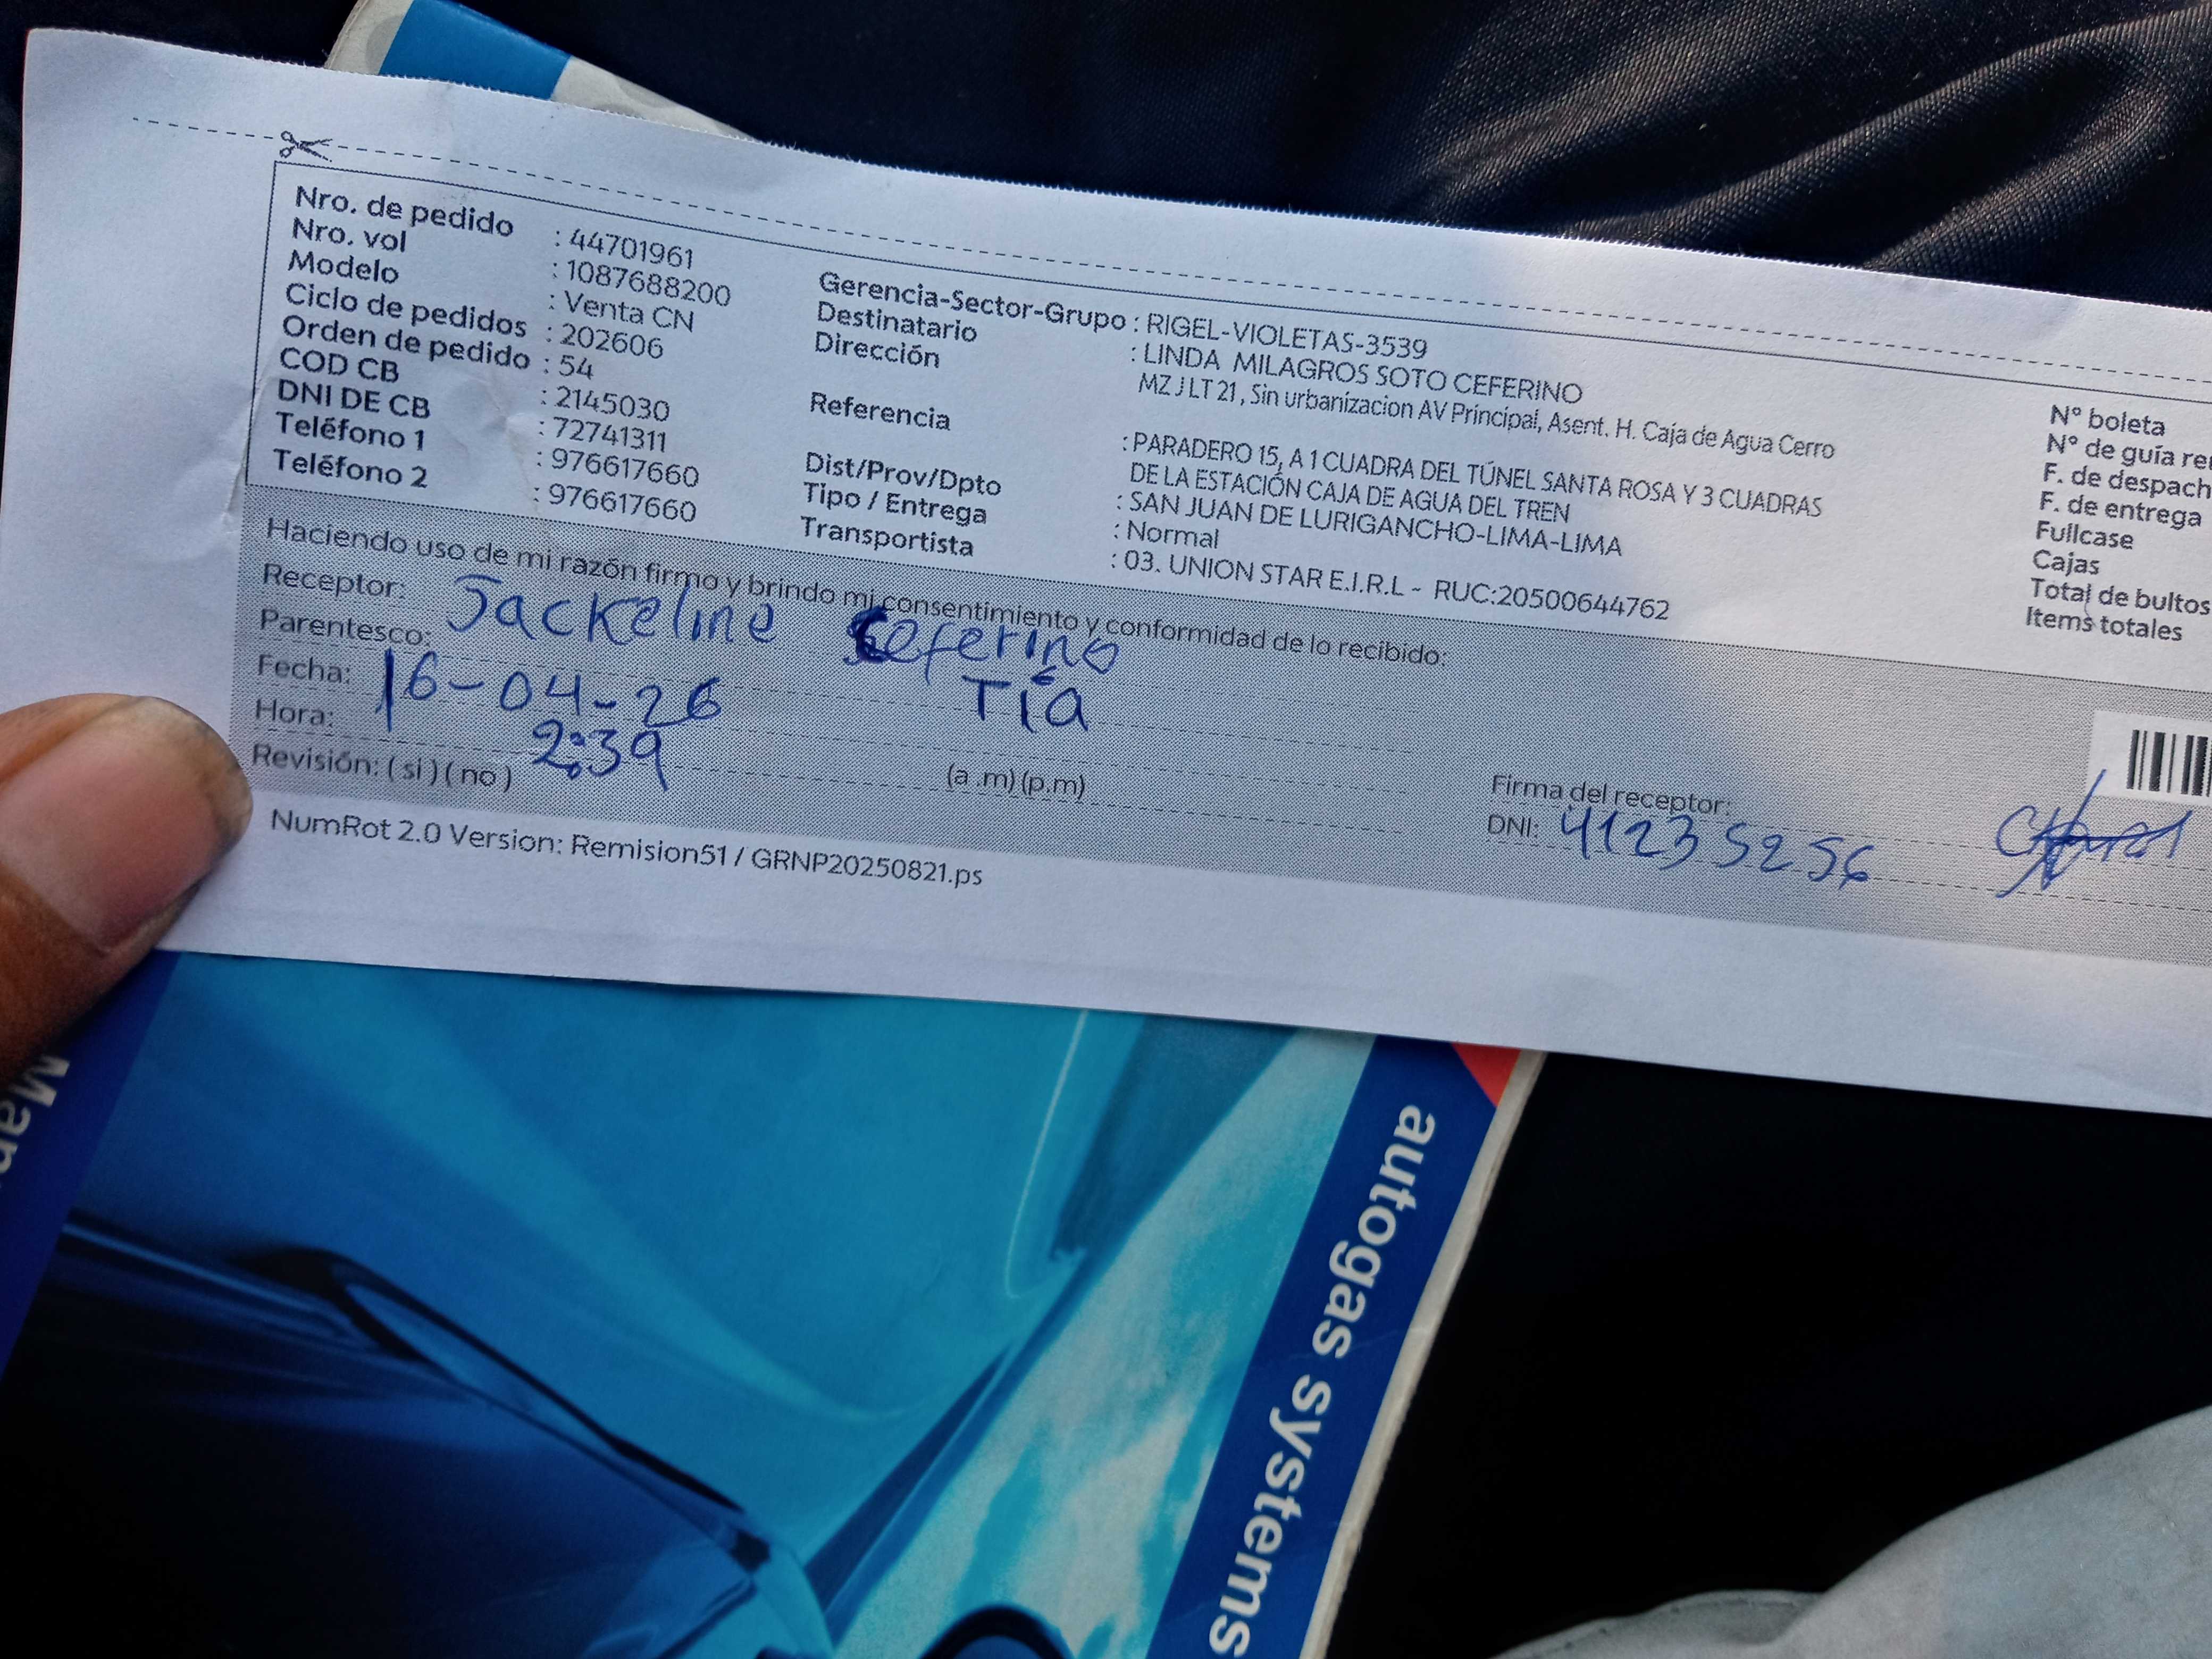 Nro. de pedido : 44701961
Nro. vol : 1087688200
Modelo : Venta CN
Ciclo de pedidos : 202606
Orden de pedido : 54
COD CB : 2145030
DNI DE CB : 72741311
Teléfono 1 : 976617660
Teléfono 2 : 976617660
Gerencia-Sector-Grupo : RIGEL-VIOLETAS-3539
Destinatario : LINDA MILAGROS SOTO CEFERINO
Dirección MZ J LT 21 , Sin urbanizacion AV Principal, Asent. H. Caja de Agua Cerro
Referencia : PARADERO 15, A 1 CUADRA DEL TÚNEL SANTA ROSA Y 3 CUADRAS
DE LA ESTACIÓN CAJA DE AGUA DEL TREN
Dist/Prov/Dpto : SAN JUAN DE LURIGANCHO-LIMA-LIMA
Tipo / Entrega : Normal
Transportista : 03. UNION STAR E.I.R.L - RUC:20500644762
N° boleta
N° de guía
F. de despach
F. de entrega
Fullcase
Cajas
Total de bultos
Items totales
Haciendo uso de mi razón firmo y brindo mi consentimiento y conformidad de lo recibido:
Receptor: Jackeline Ceferino
Parentesco: Tía
Fecha: 16-04-26
Hora: 2:39 (a .m) (p.m)
Revisión: ( si ) ( no )
Firma del receptor:
DNI: 41235256
NumRot 2.0 Version: Remision51 / GRNP20250821.ps
autogas systems
Man